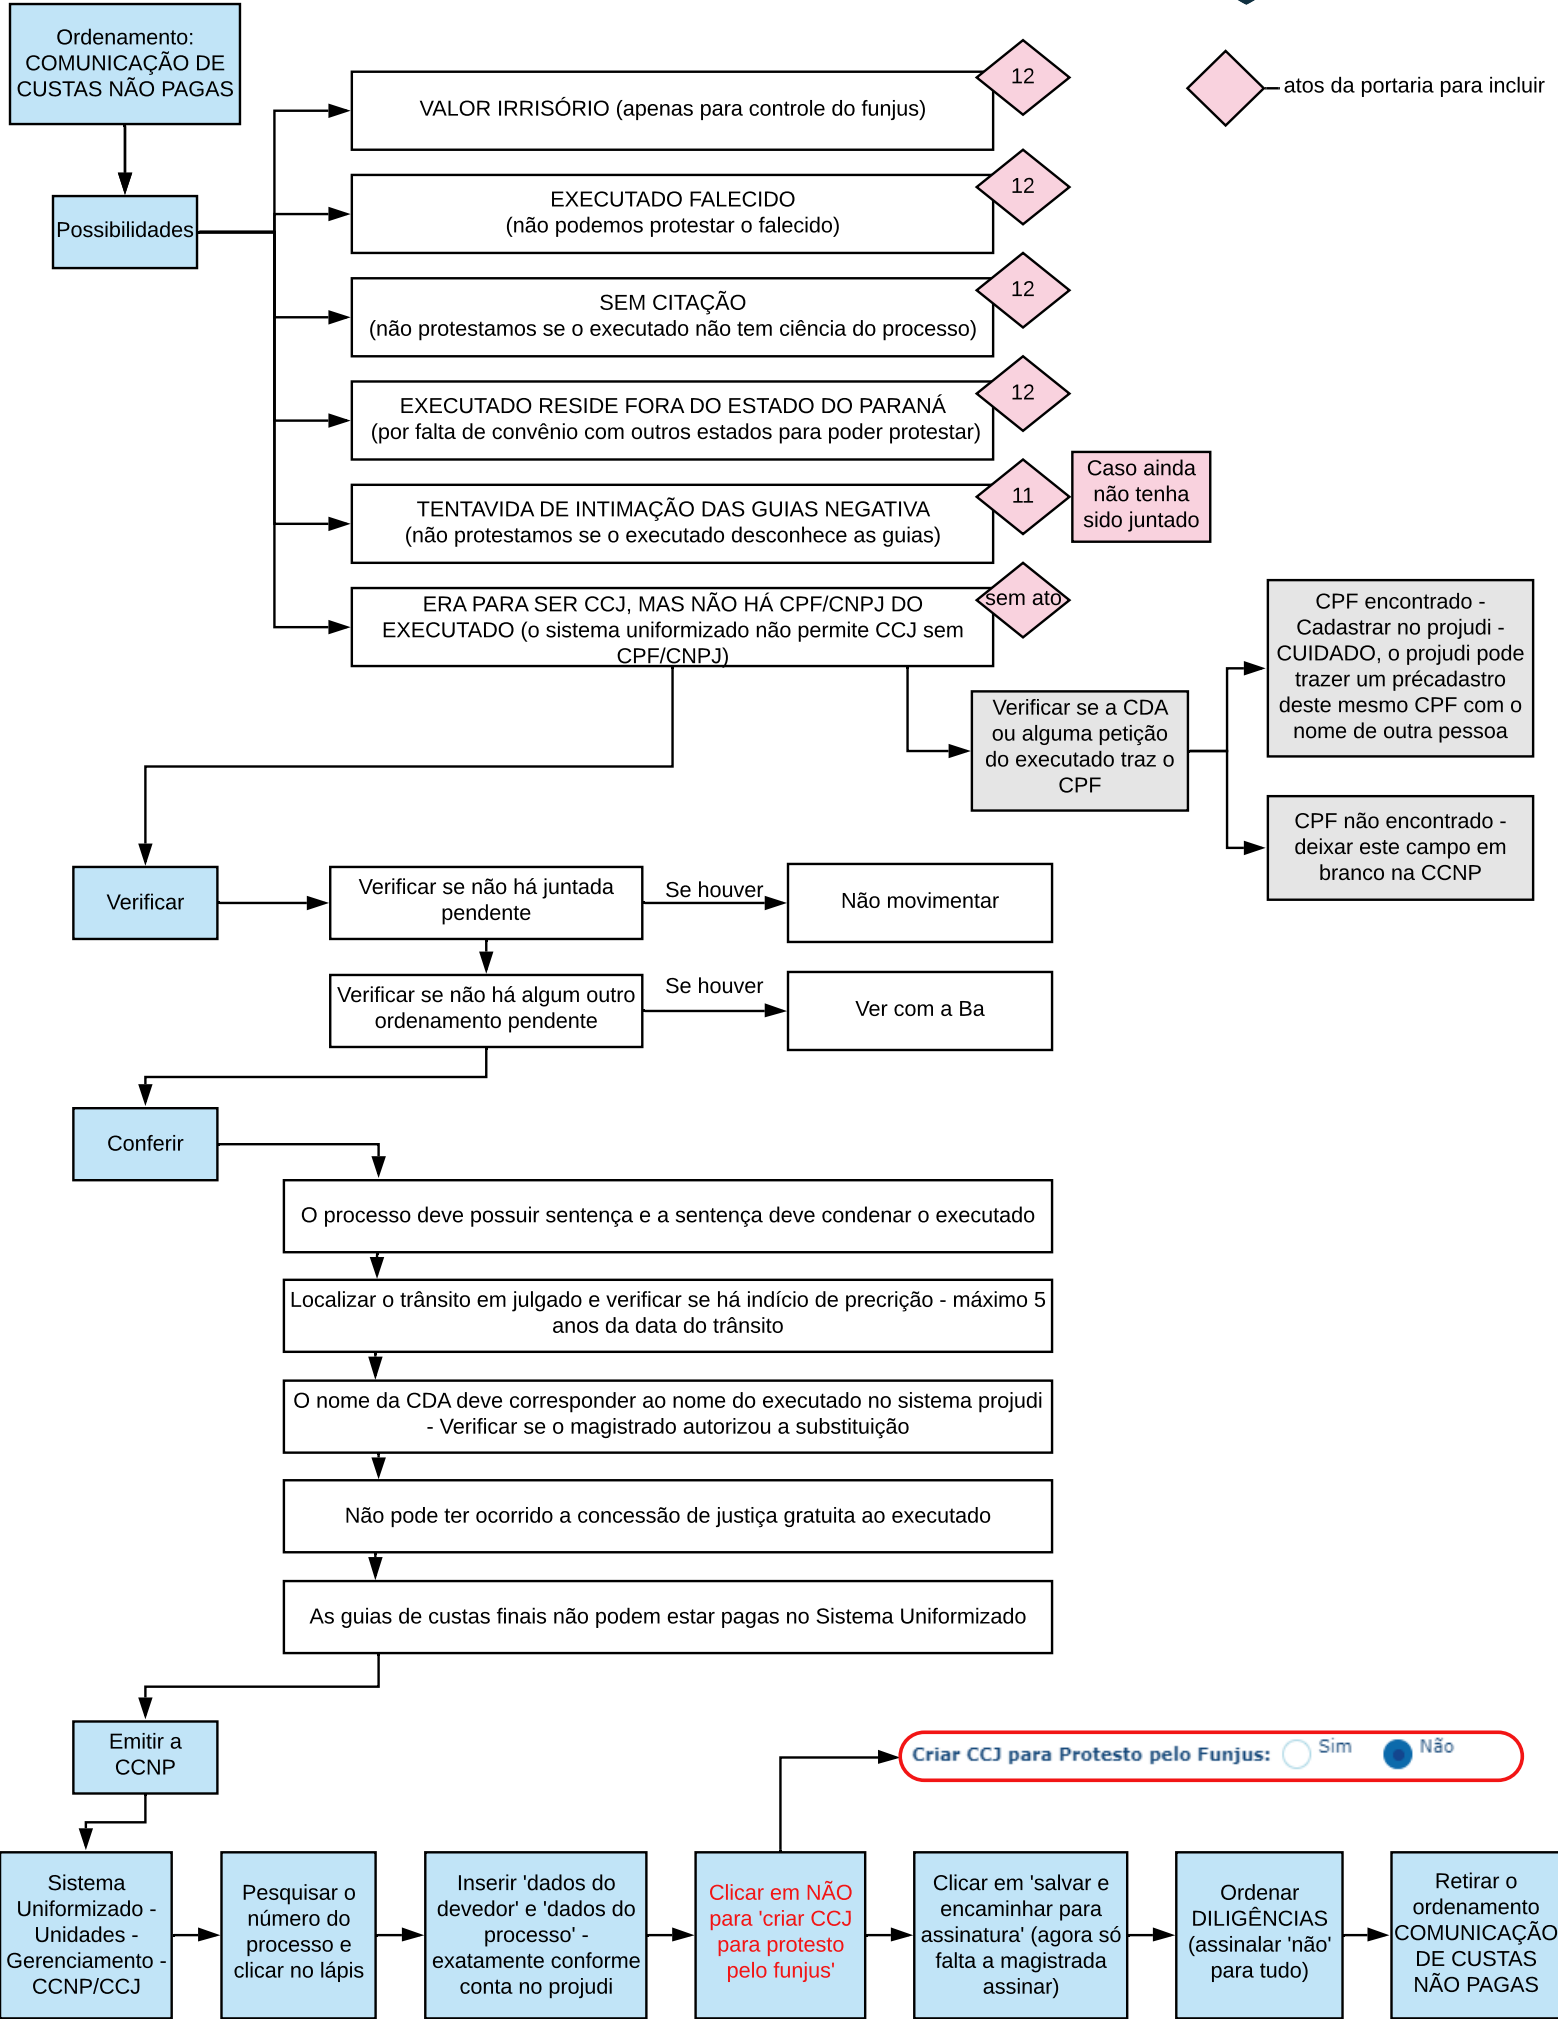 Ordenamento:
COMUNICAÇÃO DE
CUSTAS NÃO PAGAS
atos da portaria para incluir
Possibilidades
VALOR IRRISÓRIO (apenas para controle do funjus)
12
EXECUTADO FALECIDO
(não podemos protestar o falecido)
12
SEM CITAÇÃO
(não protestamos se o executado não tem ciência do processo)
12
EXECUTADO RESIDE FORA DO ESTADO DO PARANÁ
(por falta de convênio com outros estados para poder protestar)
12
TENTAVIDA DE INTIMAÇÃO DAS GUIAS NEGATIVA
(não protestamos se o executado desconhece as guias)
11
Caso ainda
não tenha
sido juntado
ERA PARA SER CCJ, MAS NÃO HÁ CPF/CNPJ DO
EXECUTADO (o sistema uniformizado não permite CCJ sem
CPF/CNPJ)
sem ato
Verificar se a CDA
ou alguma petição
do executado traz o
CPF
CPF encontrado -
Cadastrar no projudi -
CUIDADO, o projudi pode
trazer um précadastro
deste mesmo CPF com o
nome de outra pessoa
CPF não encontrado -
deixar este campo em
branco na CCNP
Verificar
Verificar se não há juntada
pendente
Se houver
Não movimentar
Verificar se não há algum outro
ordenamento pendente
Se houver
Ver com a Ba
Conferir
O processo deve possuir sentença e a sentença deve condenar o executado
Localizar o trânsito em julgado e verificar se há indício de precrição - máximo 5
anos da data do trânsito
O nome da CDA deve corresponder ao nome do executado no sistema projudi
- Verificar se o magistrado autorizou a substituição
Não pode ter ocorrido a concessão de justiça gratuita ao executado
As guias de custas finais não podem estar pagas no Sistema Uniformizado
Emitir a
CCNP
Criar CCJ para Protesto pelo Funjus: Sim Não
Sistema
Uniformizado -
Unidades -
Gerenciamento -
CCNP/CCJ
Pesquisar o
número do
processo e
clicar no lápis
Inserir 'dados do
devedor' e 'dados do
processo' -
exatamente conforme
conta no projudi
Clicar em NÃO
para 'criar CCJ
para protesto
pelo funjus'
Clicar em 'salvar e
encaminhar para
assinatura' (agora só
falta a magistrada
assinar)
Ordenar
DILIGÊNCIAS
(assinalar 'não'
para tudo)
Retirar o
ordenamento
COMUNICAÇÃO
DE CUSTAS
NÃO PAGAS